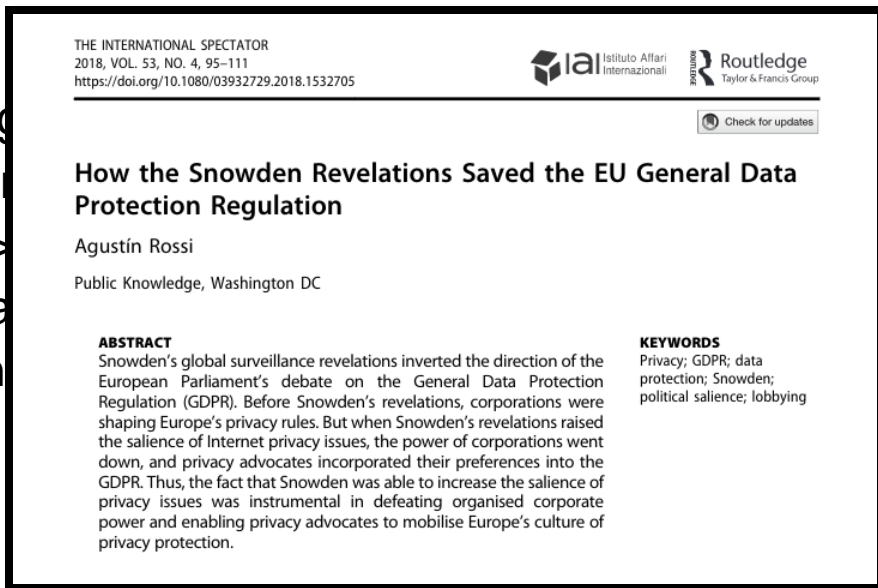 THE INTERNATIONAL SPECTATOR
2018, VOL. 53, NO. 4, 95–111
https://doi.org/10.1080/03932729.2018.1532705
IAI Istituto Affari
Internazionali
ROUTLEDGE
Routledge
Taylor & Francis Group
Check for updates
How the Snowden Revelations Saved the EU General Data
Protection Regulation
Agustín Rossi
Public Knowledge, Washington DC
ABSTRACT
Snowden’s global surveillance revelations inverted the direction of the
European Parliament’s debate on the General Data Protection
Regulation (GDPR). Before Snowden’s revelations, corporations were
shaping Europe’s privacy rules. But when Snowden’s revelations raised
the salience of Internet privacy issues, the power of corporations went
down, and privacy advocates incorporated their preferences into the
GDPR. Thus, the fact that Snowden was able to increase the salience of
privacy issues was instrumental in defeating organised corporate
power and enabling privacy advocates to mobilise Europe’s culture of
privacy protection.
KEYWORDS
Privacy; GDPR; data
protection; Snowden;
political salience; lobbying